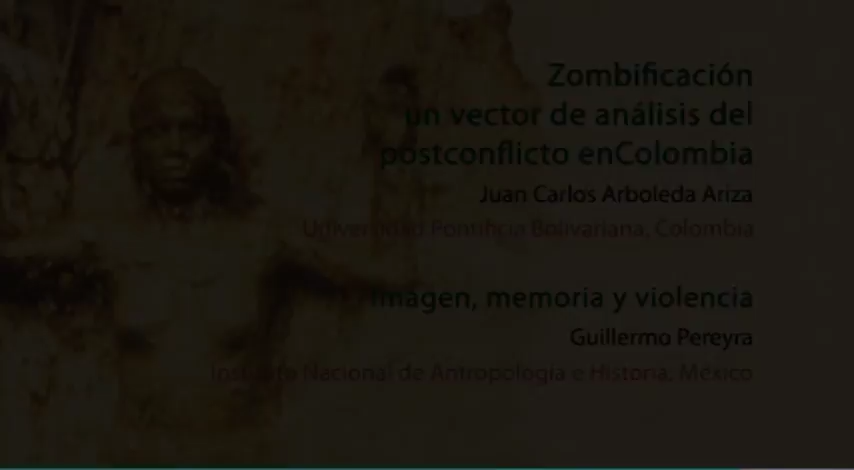 Zombificación
un vector de análisis del
postconflicto enColombia
Juan Carlos Arboleda Ariza
Universidad Pontificia Bolivariana, Colombia
Imagen, memoria y violencia
Guillermo Pereyra
Instituto Nacional de Antropología e Historia, México